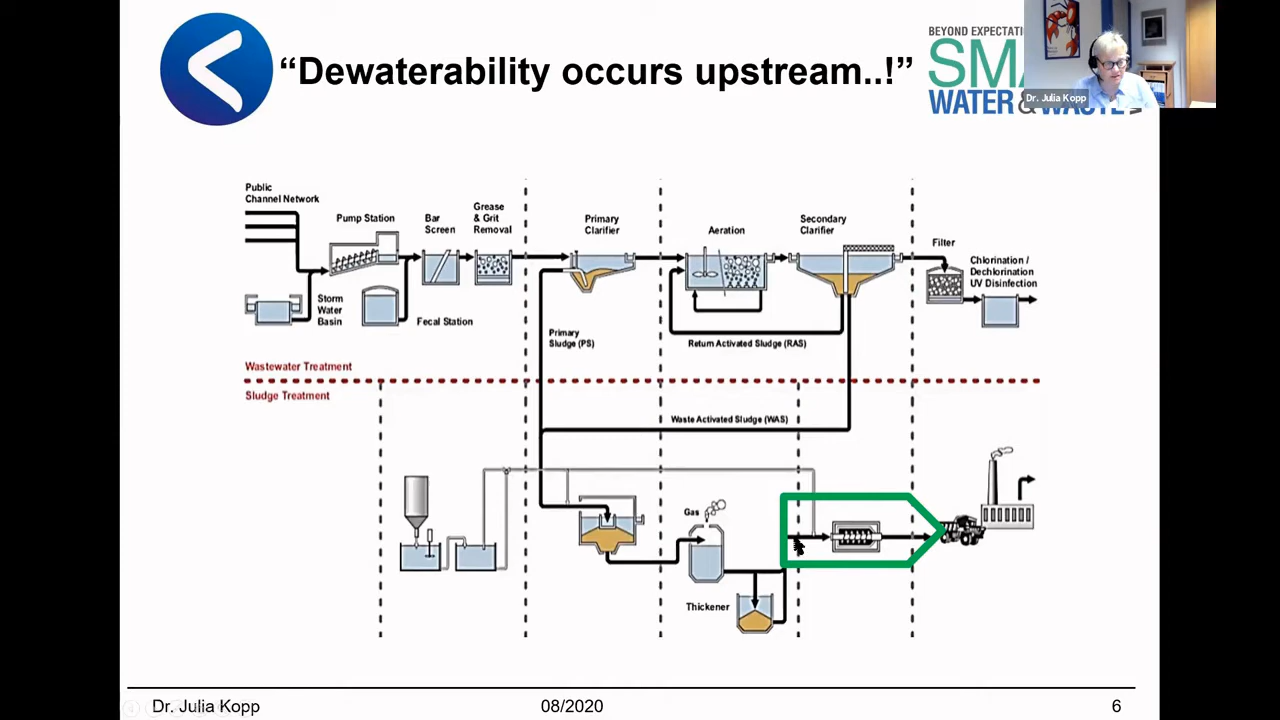 “Dewaterability occurs upstream..!”
BEYOND EXPECTATI
SM
WATER & WASTE
Dr. Julia Kopp
Public
Channel Network
Pump Station
Bar
Screen
Grease
& Grit
Removal
Primary
Clarifier
Aeration
Secondary
Clarifier
Filter
Chlorination /
Dechlorination
UV Disinfection
Storm
Water
Basin
Fecal Station
Primary
Sludge (PS)
Return Activated Sludge (RAS)
Wastewater Treatment
Sludge Treatment
Waste Activated Sludge (WAS)
Gas
Thickener
Dr. Julia Kopp
08/2020
6